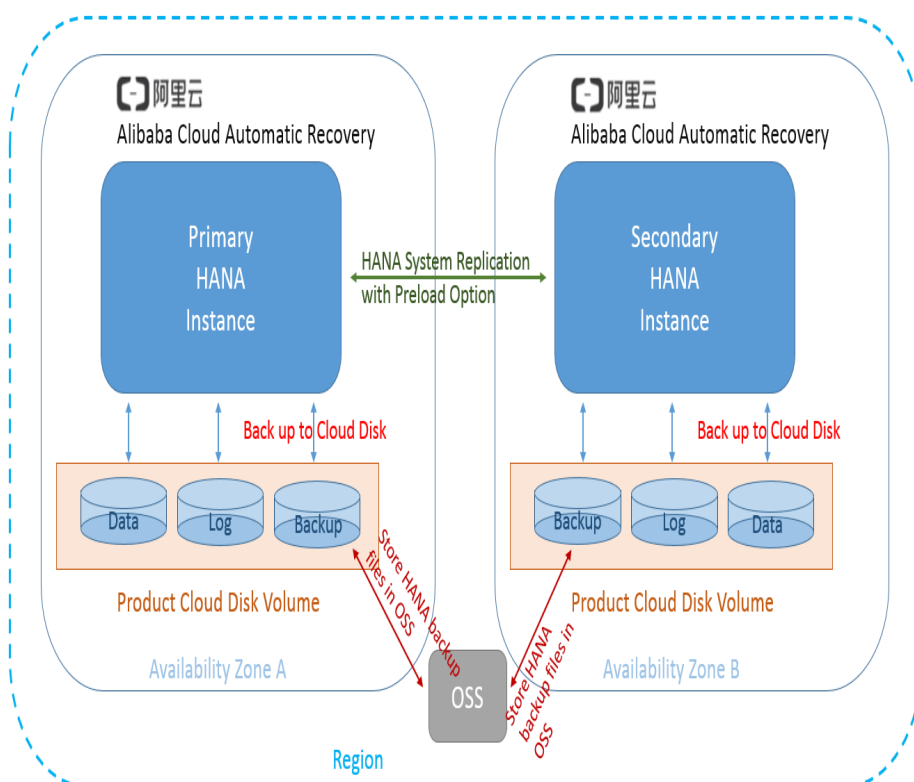 阿里云
Alibaba Cloud Automatic Recovery
Primary
HANA
Instance
HANA System Replication
with Preload Option
阿里云
Alibaba Cloud Automatic Recovery
Secondary
HANA
Instance
Back up to Cloud Disk
Data
Log
Backup
Product Cloud Disk Volume
Availability Zone A
Back up to Cloud Disk
Backup
Log
Data
Product Cloud Disk Volume
Availability Zone B
Store HANA backup
files in OSS
OSS
Store HANA
backup files in
OSS
Region